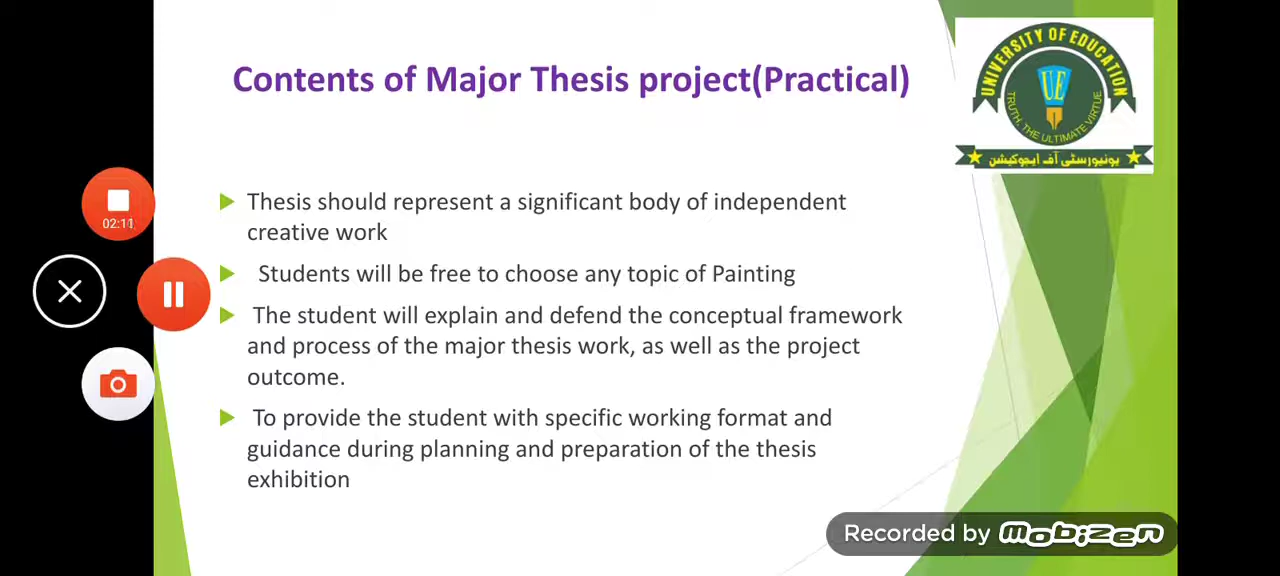 Contents of Major Thesis project(Practical)
UNIVERSITY OF EDUCATION
UE
TRUTH, THE ULTIMATE VIRTUE
یونیورسٹی آف ایجوکیشن
Thesis should represent a significant body of independent
creative work
Students will be free to choose any topic of Painting
The student will explain and defend the conceptual framework
and process of the major thesis work, as well as the project
outcome.
To provide the student with specific working format and
guidance during planning and preparation of the thesis
exhibition
02:11
Recorded by Mobizen